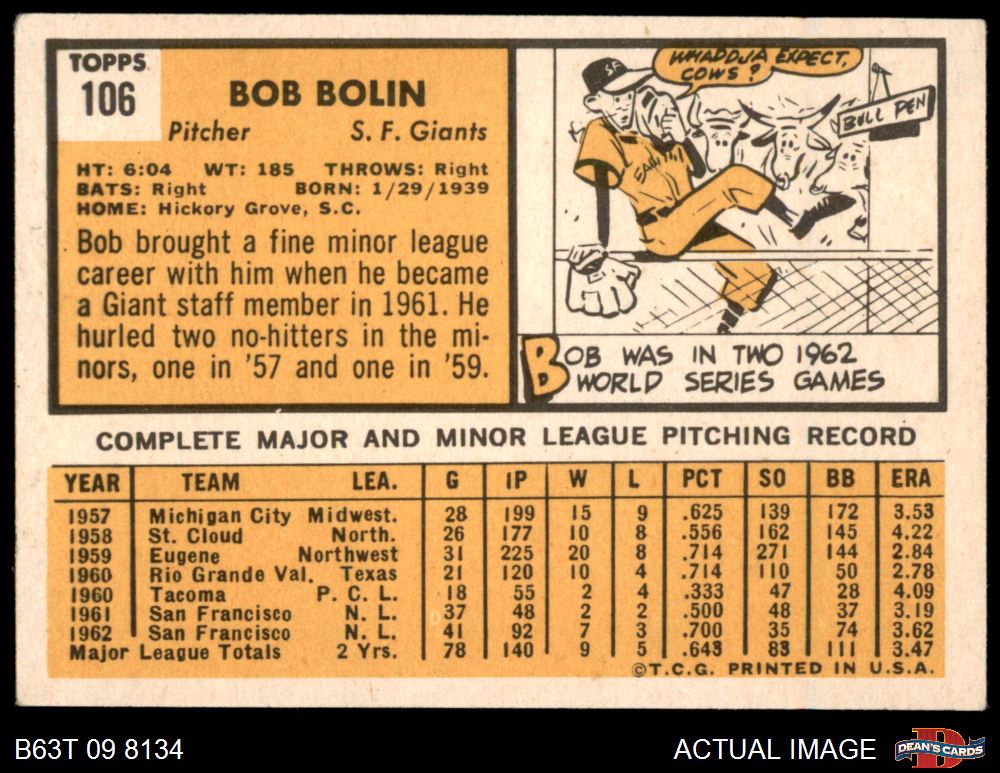 TOPPS
106
BOB BOLIN
Pitcher S. F. Giants
HT: 6:04 WT: 185 THROWS: Right
BATS: Right BORN: 1/29/1939
HOME: Hickory Grove, S.C.
Bob brought a fine minor league
career with him when he became
a Giant staff member in 1961. He
hurled two no-hitters in the mi-
nors, one in '57 and one in '59.
WHADDJA EXPECT,
COWS?
SF
BULL PEN
BOB WAS IN TWO 1962
WORLD SERIES GAMES
COMPLETE MAJOR AND MINOR LEAGUE PITCHING RECORD
YEAR TEAM LEA. G IP W L PCT SO BB ERA
1957 Michigan City Midwest. 28 199 15 9 .625 139 172 3.53
1958 St. Cloud North. 26 177 10 8 .556 162 145 4.22
1959 Eugene Northwest 31 225 20 8 .714 271 144 2.84
1960 Rio Grande Val. Texas 21 120 10 4 .714 110 50 2.78
1960 Tacoma P. C. L. 18 55 2 4 .333 47 28 4.09
1961 San Francisco N. L. 37 48 2 2 .500 48 37 3.19
1962 San Francisco N. L. 41 92 7 3 .700 35 74 3.62
Major League Totals 2 Yrs. 78 140 9 5 .643 83 111 3.47
©T.C.G. PRINTED IN U.S.A.
B63T 09 8134 ACTUAL IMAGE
DEAN'S CARDS